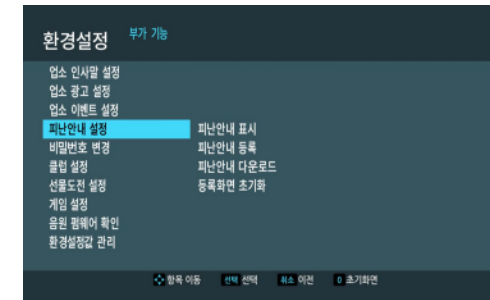 환경설정 부가 기능
업소 인사말 설정
업소 광고 설정
업소 이벤트 설정
피난안내 설정 피난안내 표시
비밀번호 변경 피난안내 등록
클럽 설정 피난안내 다운로드
선물도전 설정 등록화면 초기화
게임 설정
음원 펌웨어 확인
환경설정값 관리
항목 이동 선택 선택 취소 이전 0 초기화면